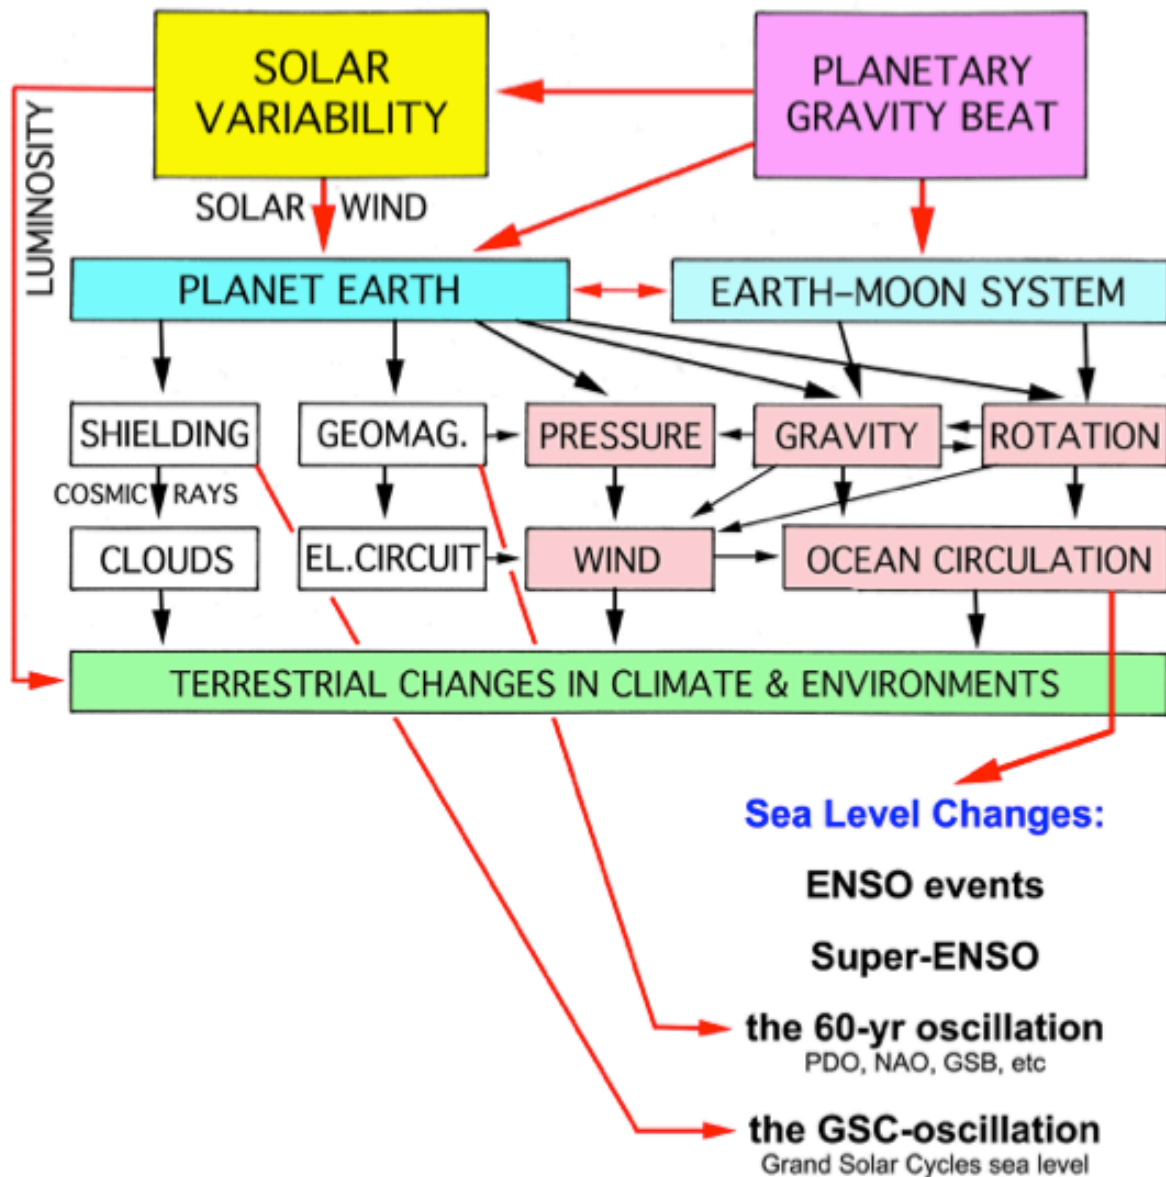 SOLAR
VARIABILITY
PLANETARY
GRAVITY BEAT
LUMINOSITY
SOLAR WIND
PLANET EARTH
EARTH-MOON SYSTEM
SHIELDING
GEOMAG.
PRESSURE
GRAVITY
ROTATION
COSMIC RAYS
CLOUDS
EL.CIRCUIT
WIND
OCEAN CIRCULATION
TERRESTRIAL CHANGES IN CLIMATE & ENVIRONMENTS
Sea Level Changes:
ENSO events
Super-ENSO
the 60-yr oscillation
PDO, NAO, GSB, etc
the GSC-oscillation
Grand Solar Cycles sea level